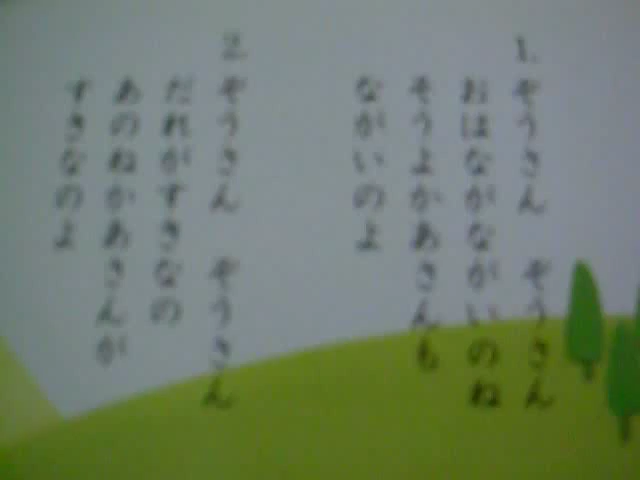 1.ぞうさん ぞうさん
おはながながいのね
そうよかあさんも
ながいのよ
2.ぞうさん ぞうさん
だれがすきなの
あのねかあさんが
すきなのよ